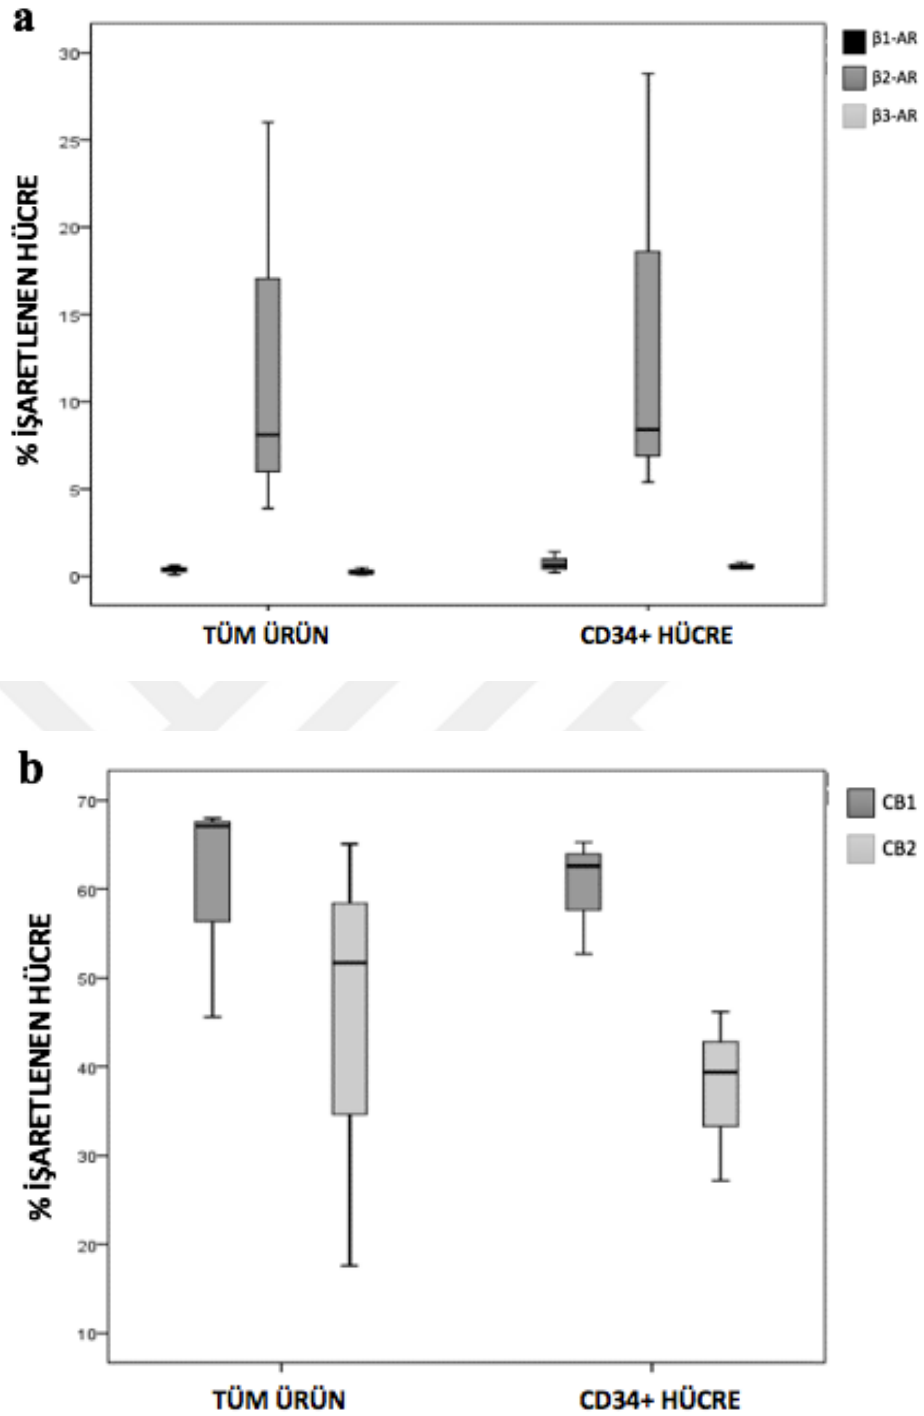 a
β1-AR
β2-AR
β3-AR
% İŞARETLENEN HÜCRE
30
25
20
15
10
5
0
TÜM ÜRÜN CD34+ HÜCRE
b
CB1
CB2
% İŞARETLENEN HÜCRE
70
60
50
40
30
20
10
TÜM ÜRÜN CD34+ HÜCRE